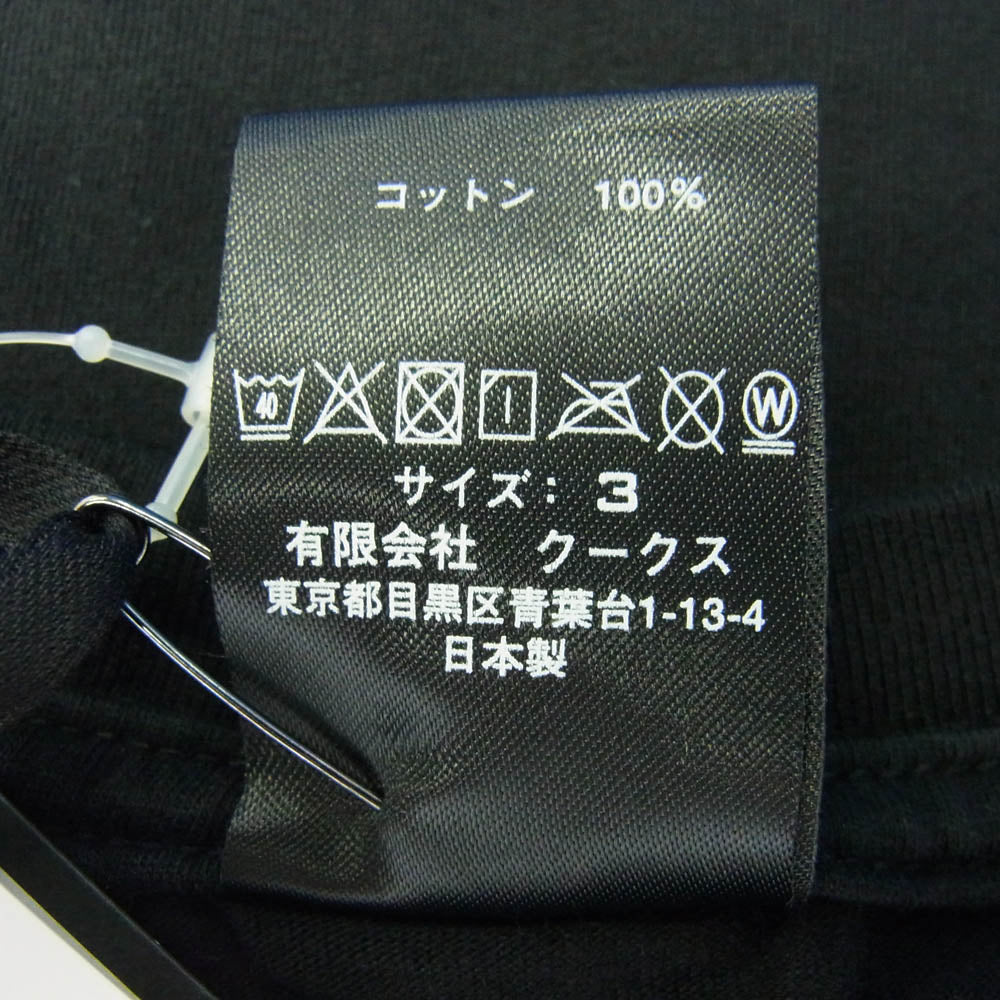 コットン 100%
40 W
サイズ: 3
有限会社 クークス
東京都目黒区青葉台1-13-4
日本製